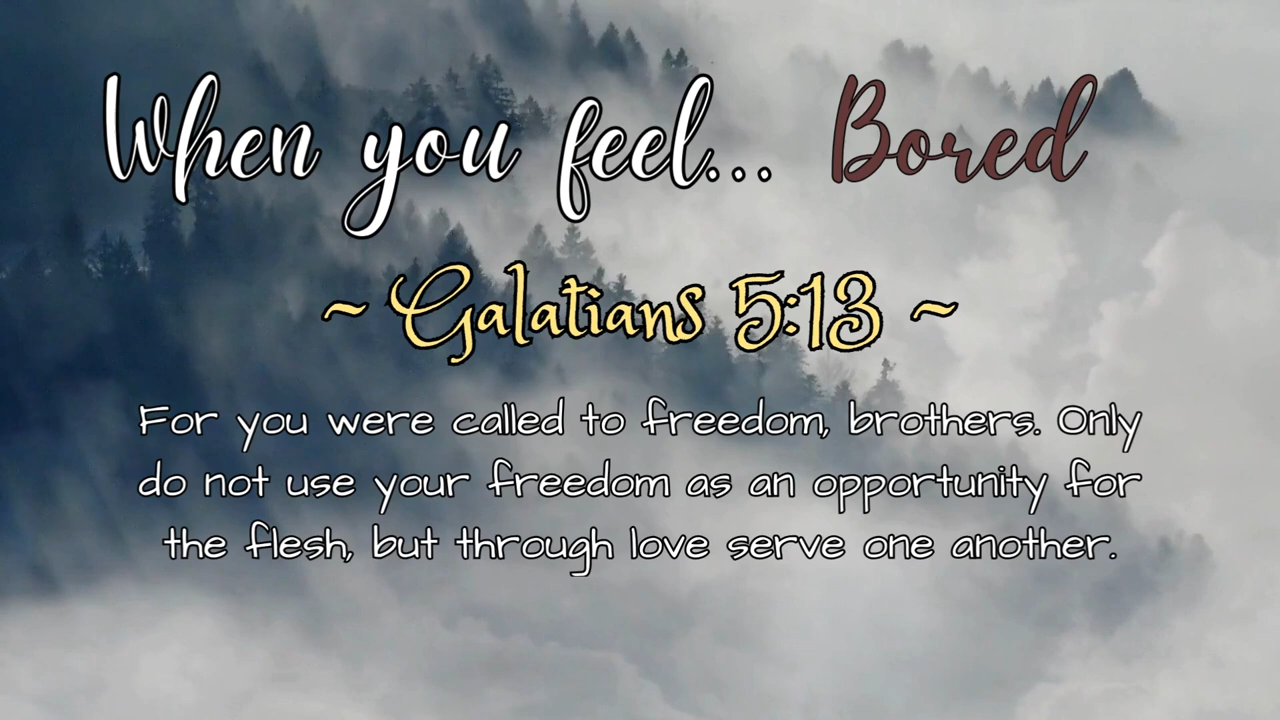 When you feel... Bored
~ Galatians 5:13 ~
For you were called to freedom, brothers. Only
do not use your freedom as an opportunity for
the flesh, but through love serve one another.